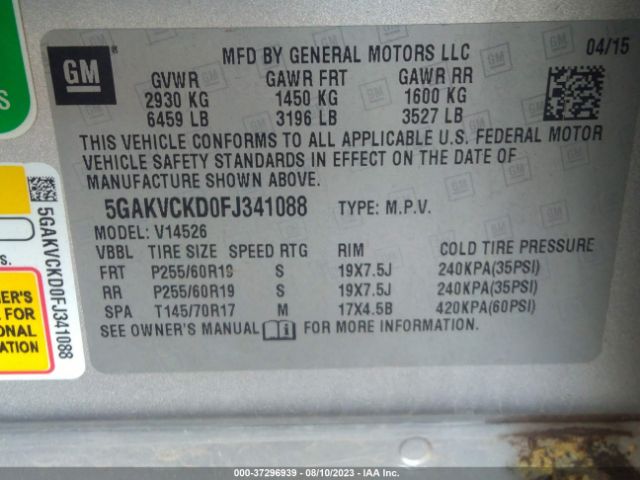 GM
MFD BY GENERAL MOTORS LLC
04/15
GVWR GAWR FRT GAWR RR
2930 KG 1450 KG 1600 KG
6459 LB 3196 LB 3527 LB
THIS VEHICLE CONFORMS TO ALL APPLICABLE U.S. FEDERAL MOTOR
VEHICLE SAFETY STANDARDS IN EFFECT ON THE DATE OF
MANUFACTURE SHOWN ABOVE.
5GAKVCKD0FJ341088 TYPE: M.P.V.
MODEL: V14526
VBBL TIRE SIZE SPEED RTG RIM COLD TIRE PRESSURE
FRT P255/60R19 S 19X7.5J 240KPA(35PSI)
RR P255/60R19 S 19X7.5J 240KPA(35PSI)
SPA T145/70R17 M 17X4.5B 420KPA(60PSI)
SEE OWNER'S MANUAL FOR MORE INFORMATION.
S
5GAKVCKD0FJ341088
ER'S
FOR
ONAL
ATION
000-37296939 - 08/10/2023 - IAA Inc.